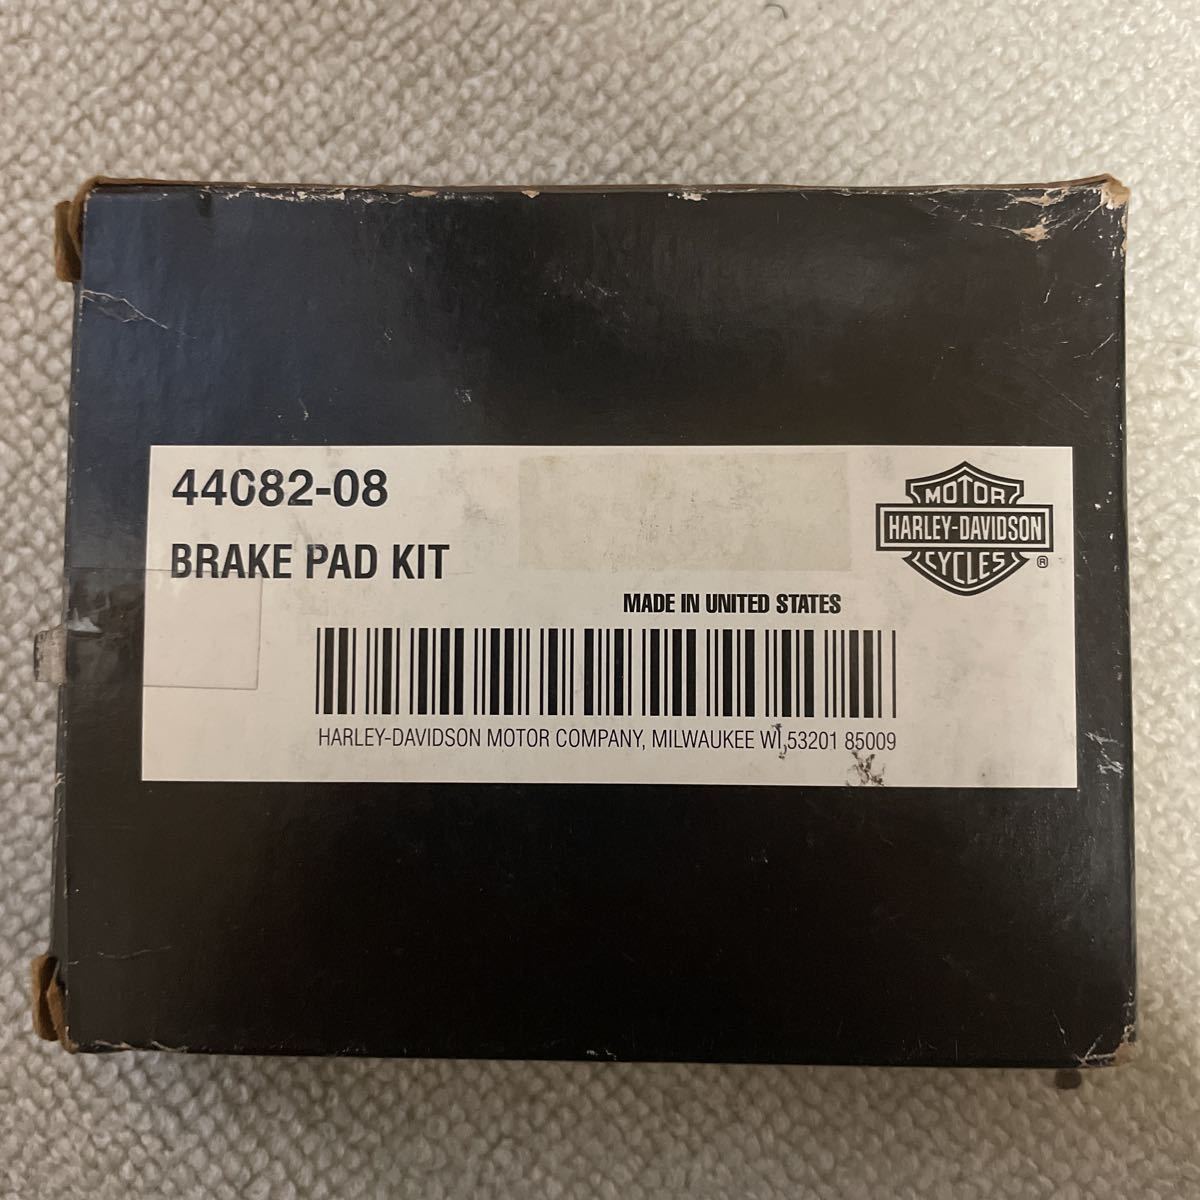 44082-08
BRAKE PAD KIT
MOTOR
HARLEY-DAVIDSON
CYCLES®
MADE IN UNITED STATES
HARLEY-DAVIDSON MOTOR COMPANY, MILWAUKEE WI,53201 85009